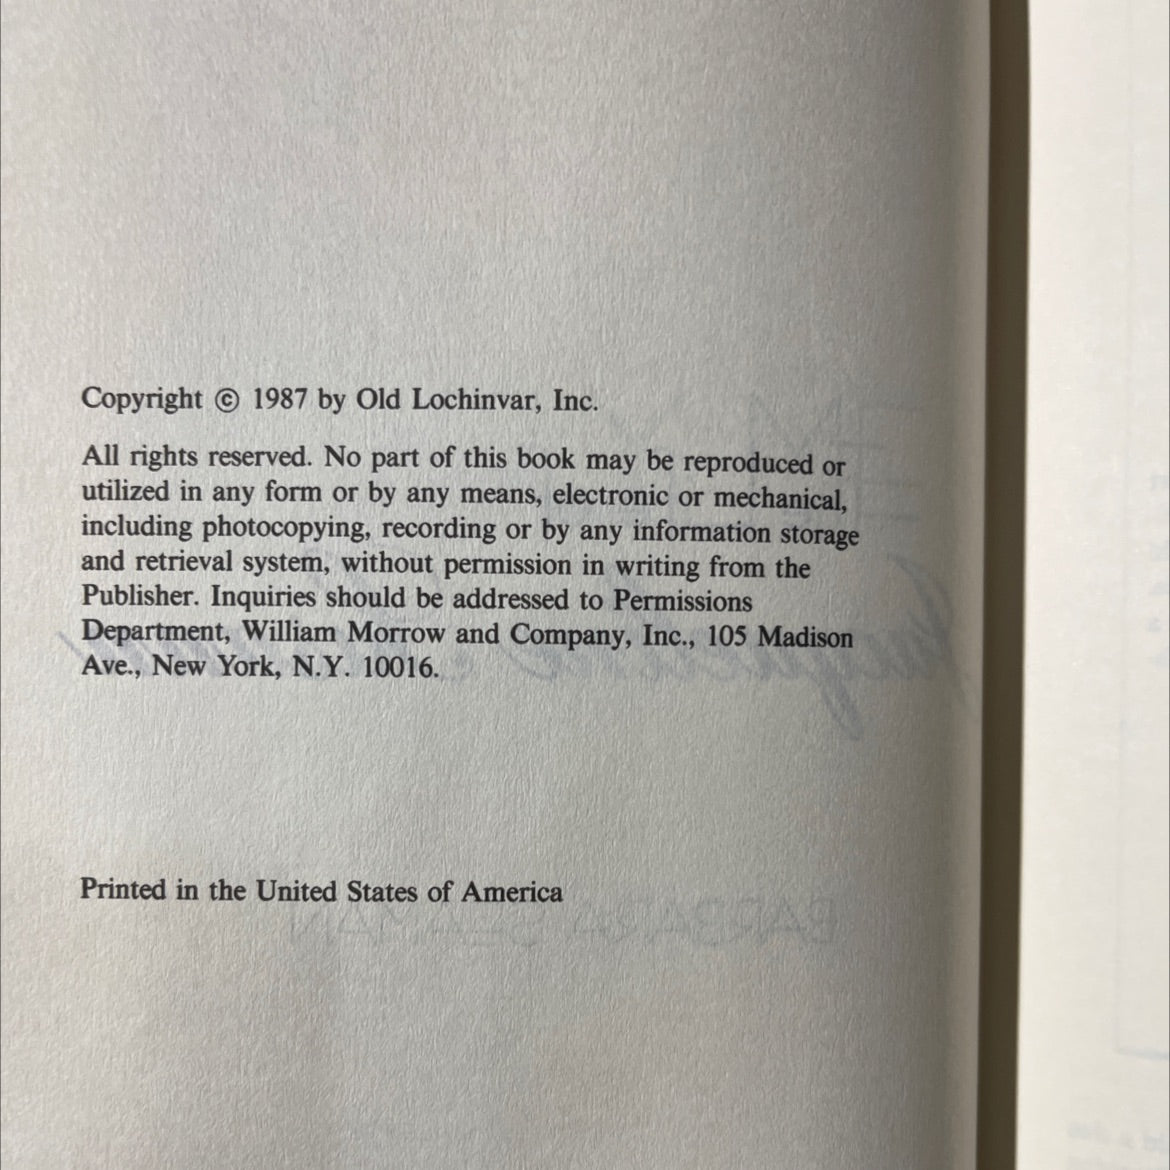 Copyright © 1987 by Old Lochinvar, Inc.
All rights reserved. No part of this book may be reproduced or
utilized in any form or by any means, electronic or mechanical,
including photocopying, recording or by any information storage
and retrieval system, without permission in writing from the
Publisher. Inquiries should be addressed to Permissions
Department, William Morrow and Company, Inc., 105 Madison
Ave., New York, N.Y. 10016.
Printed in the United States of America